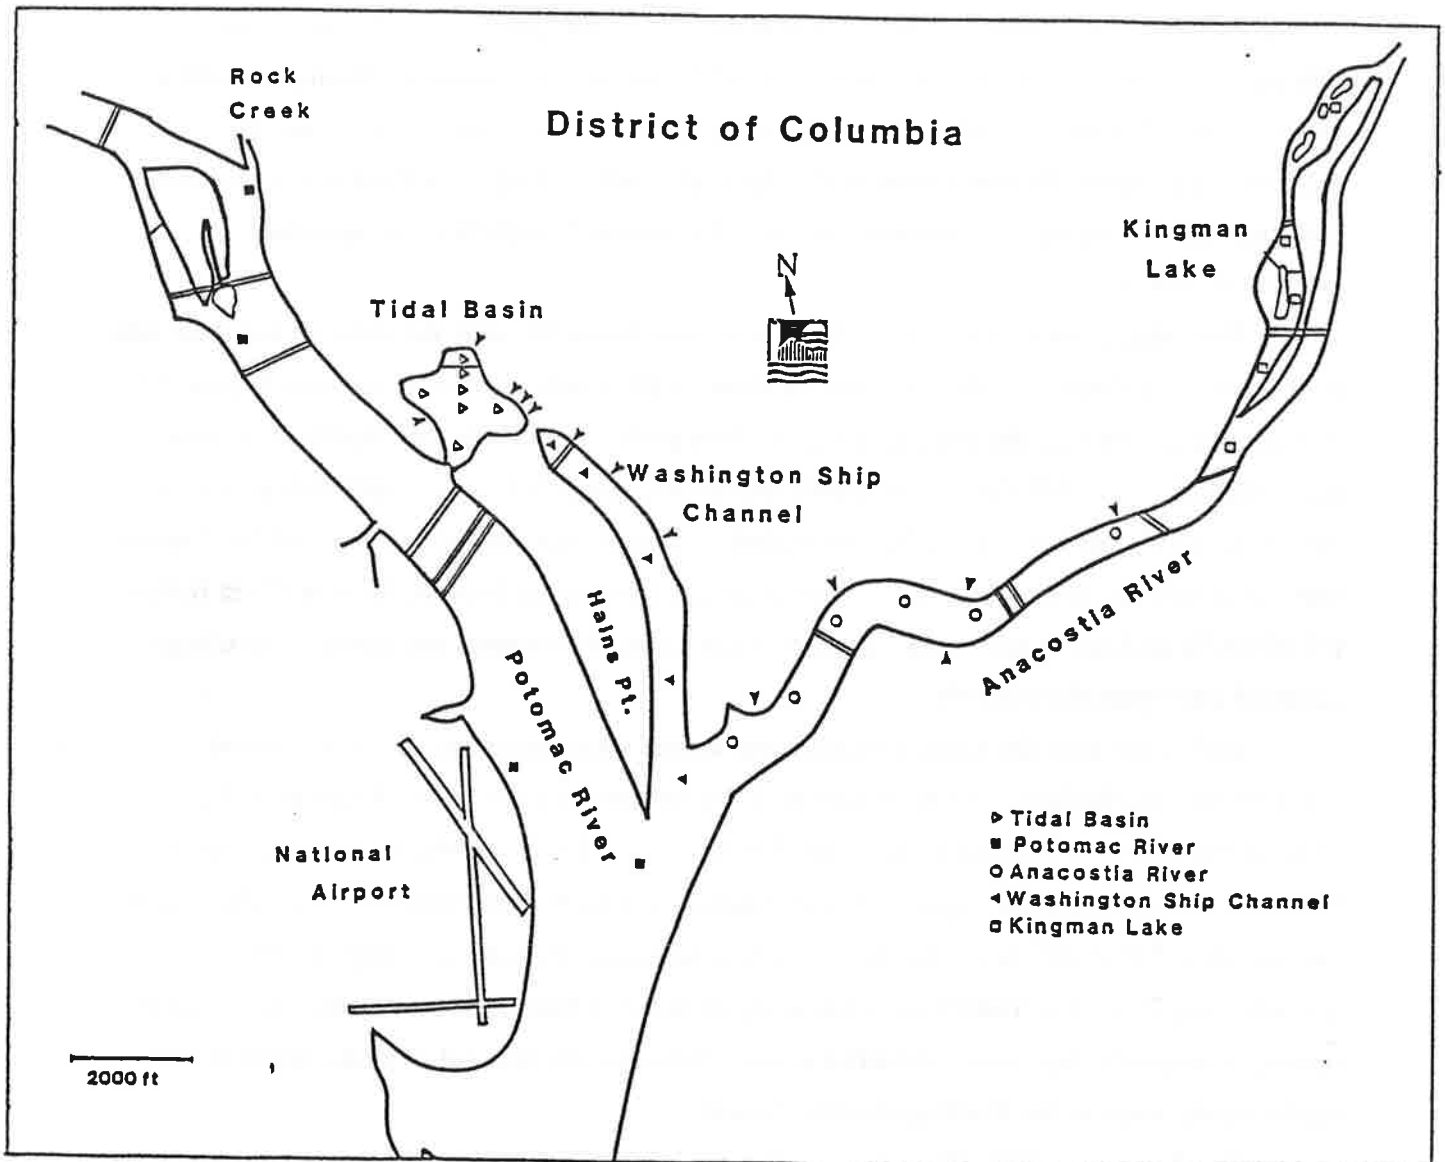 Rock
Creek
District of Columbia
Kingman
Lake
N
Tidal Basin
Washington Ship
Channel
Hains Pt.
Potomac River
Anacostia River
National
Airport
Tidal Basin
Potomac River
Anacostia River
Washington Ship Channel
Kingman Lake
2000 ft